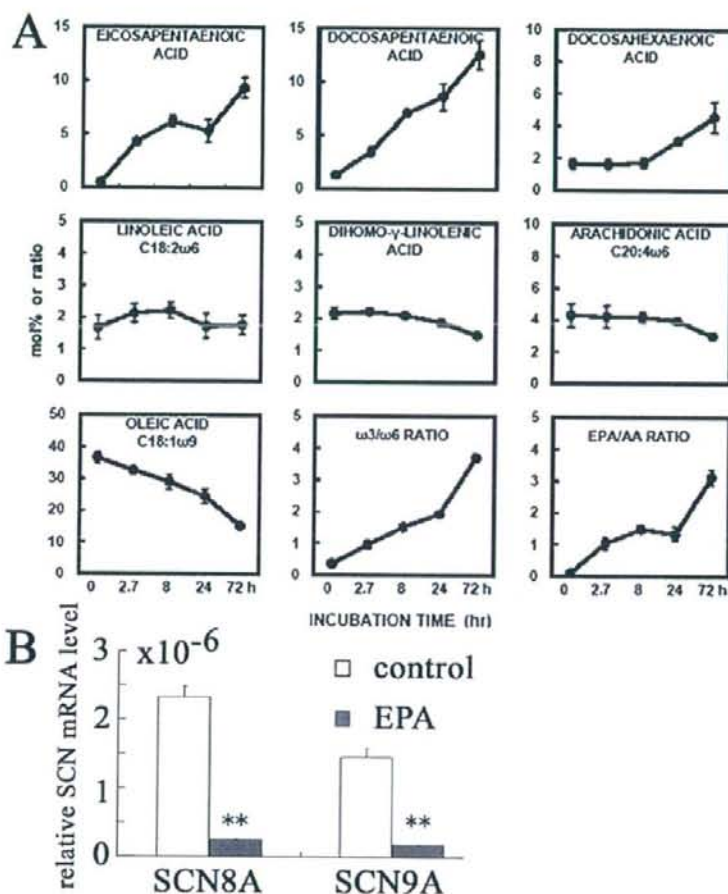 A
EICOSAPENTAENOIC
ACID
15
10
5
0
DOCOSAPENTAENOIC
ACID
15
10
5
0
DOCOSAHEXAENOIC
ACID
10
8
6
4
2
0
mol% or ratio
LINOLEIC ACID
C18:2ω6
5
4
3
2
1
0
DIHOMO-γ-LINOLENIC
ACID
5
4
3
2
1
0
ARACHIDONIC ACID
C20:4ω6
10
8
6
4
2
0
OLEIC ACID
C18:1ω9
50
40
30
20
10
0
0 2.7 8 24 72 h
ω3/ω6 RATIO
5
4
3
2
1
0
0 2.7 8 24 72 h
EPA/AA RATIO
5
4
3
2
1
0
0 2.7 8 24 72 h
INCUBATION TIME (hr)
B
relative SCN mRNA level
x10-6
3
2
1
0
control
EPA
**
**
SCN8A
SCN9A